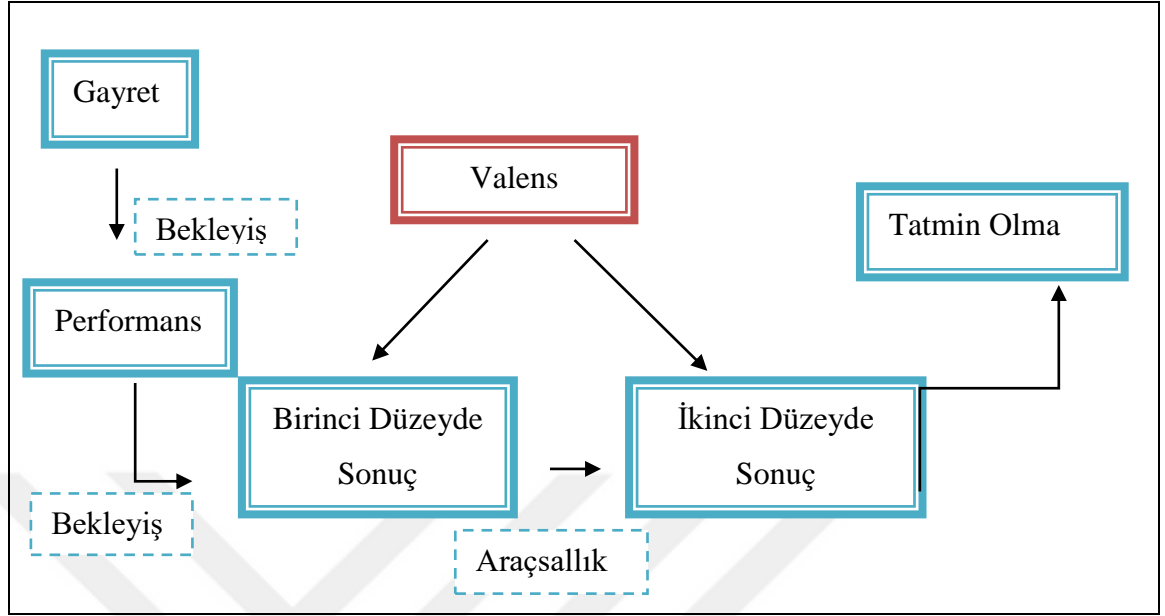 Gayret
Valens
Bekleyiş
Tatmin Olma
Performans
Birinci Düzeyde
Sonuç
İkinci Düzeyde
Sonuç
Bekleyiş
Araçsallık